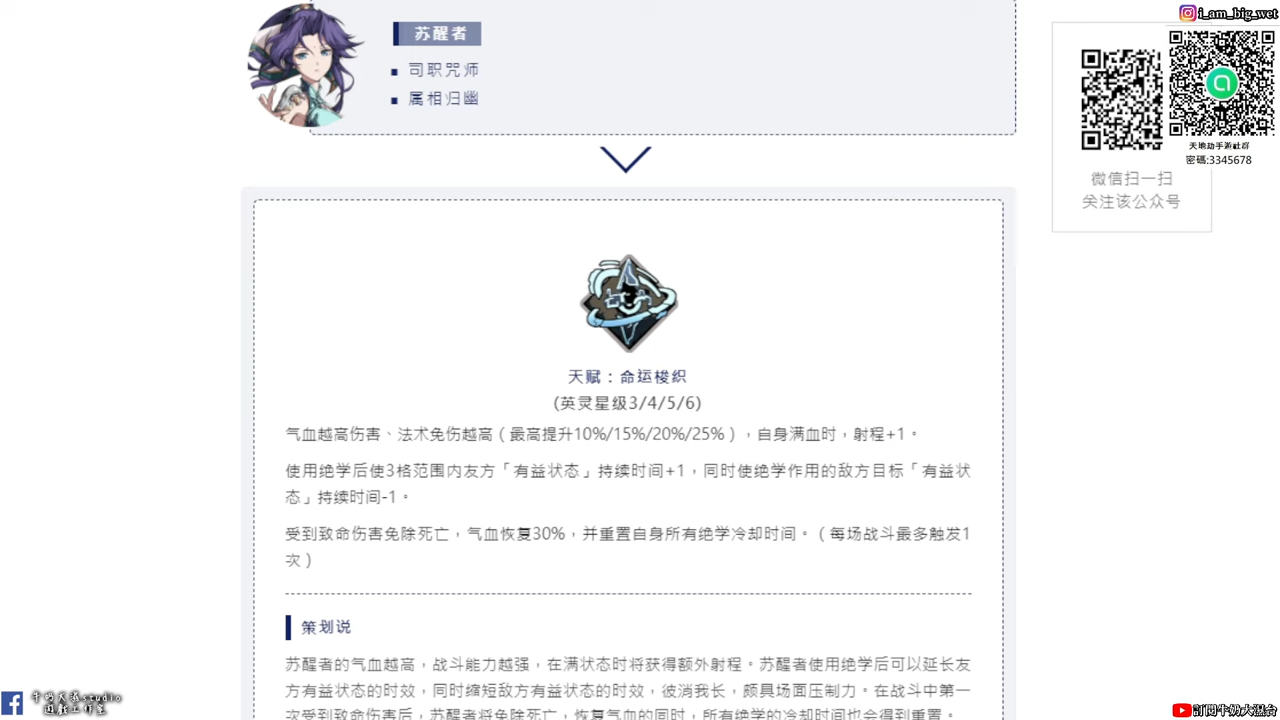 苏醒者
▪ 司职咒师
▪ 属相归幽
i_am_big_wet
天地劫手游社群
密碼:3345678
微信扫一扫
关注该公众号
天赋：命运梭织
(英灵星级3/4/5/6)
气血越高伤害、法术免伤越高（最高提升10%/15%/20%/25%），自身满血时，射程+1。
使用绝学后使3格范围内友方「有益状态」持续时间+1，同时使绝学作用的敌方目标「有益状
态」持续时间-1。
受到致命伤害免除死亡，气血恢复30%，并重置自身所有绝学冷却时间。（每场战斗最多触发1
次）
策划说
苏醒者的气血越高，战斗能力越强，在满状态时将获得额外射程。苏醒者使用绝学后可以延长友
方有益状态的时效，同时缩短敌方有益状态的时效，彼消我长，颇具场面压制力。在战斗中第一
次受到致命伤害后，苏醒者将免除死亡，恢复气血的同时，所有绝学的冷却时间也会得到重置。
牛奶天狐studio
遊戲工作室
訂閱牛奶大濕公